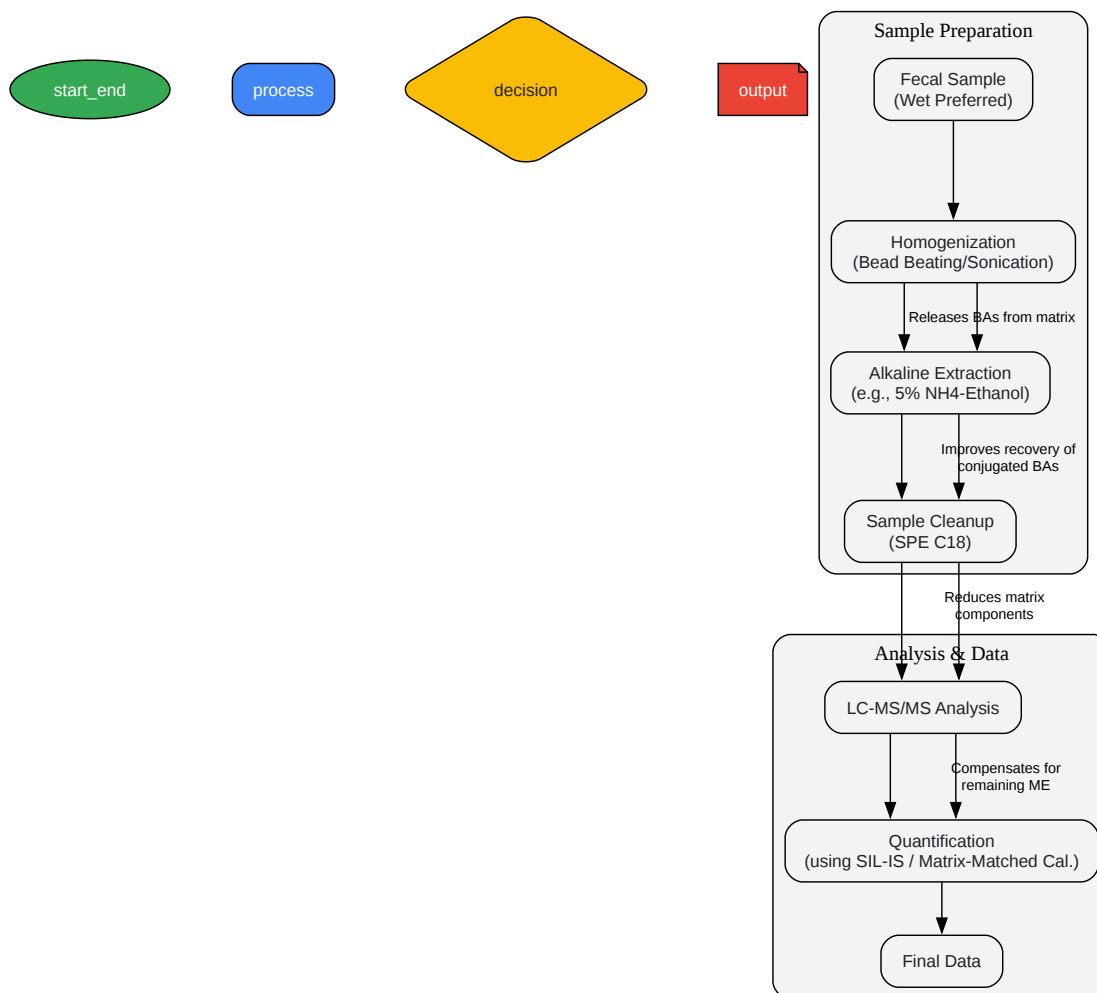 start_end
process
decision
output
Sample Preparation
Fecal Sample
(Wet Preferred)
Homogenization
(Bead Beating/Sonication)
Releases BAs from matrix
Alkaline Extraction
(e.g., 5% NH4-Ethanol)
Improves recovery of
conjugated BAs
Sample Cleanup
(SPE C18)
Reduces matrix
components
Analysis & Data
LC-MS/MS Analysis
Compensates for
remaining ME
Quantification
(using SIL-IS / Matrix-Matched Cal.)
Final Data